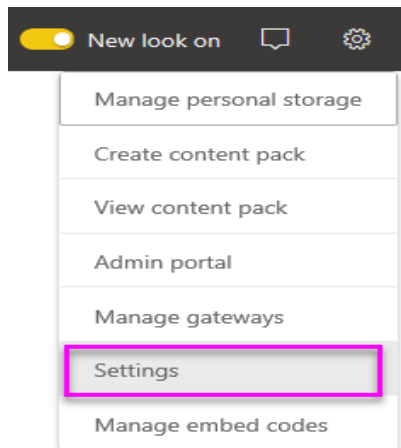 New look on
Manage personal storage
Create content pack
View content pack
Admin portal
Manage gateways
Settings
Manage embed codes